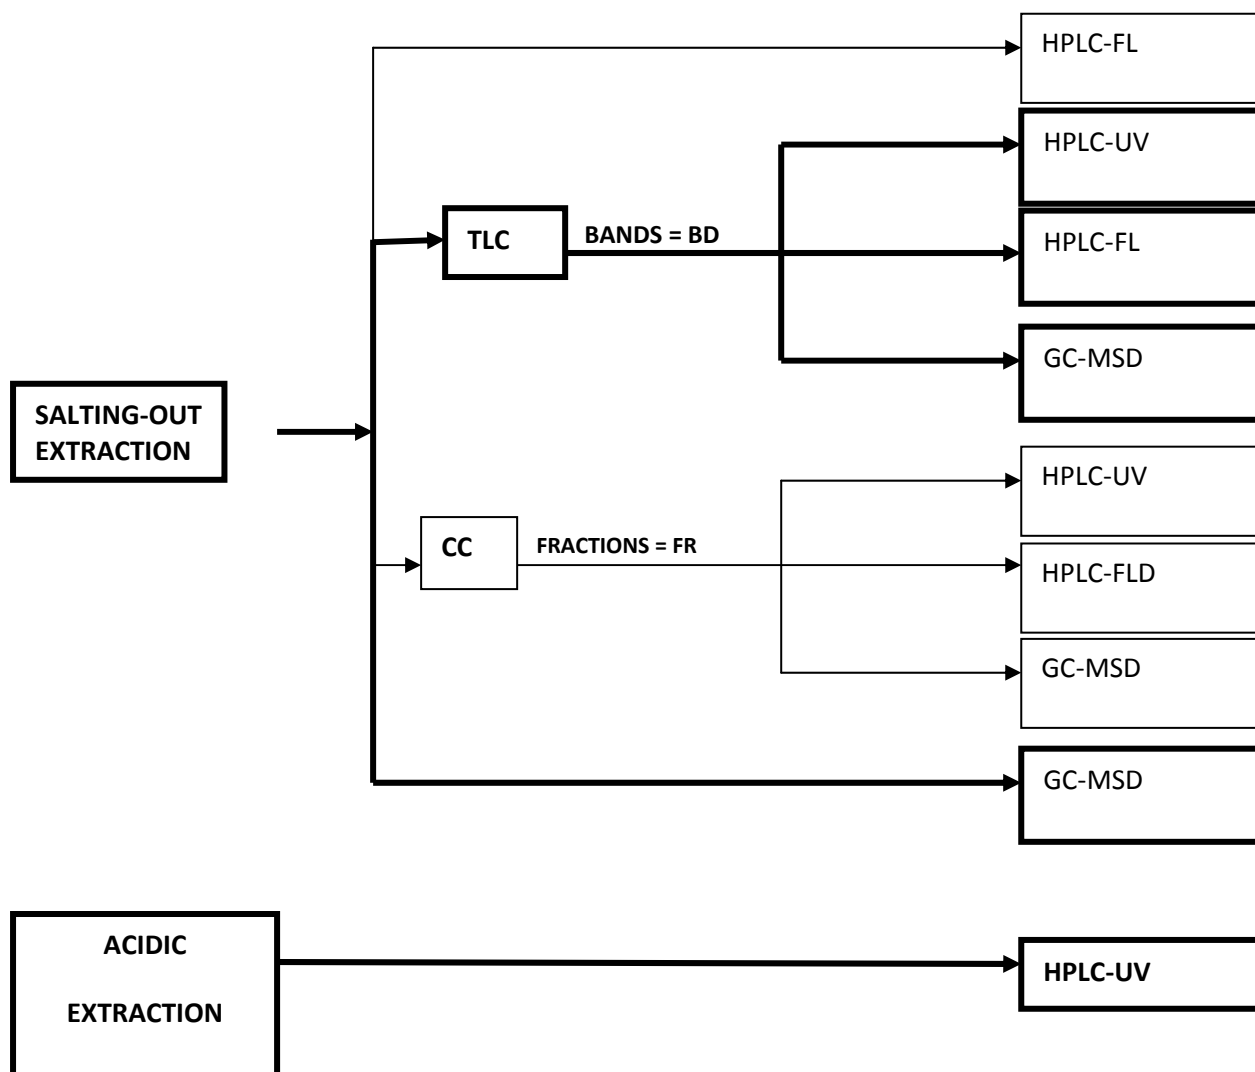 HPLC-FL
HPLC-UV
TLC
BANDS = BD
HPLC-FL
GC-MSD
SALTING-OUT
EXTRACTION
HPLC-UV
CC
FRACTIONS = FR
HPLC-FLD
GC-MSD
GC-MSD
ACIDIC
EXTRACTION
HPLC-UV